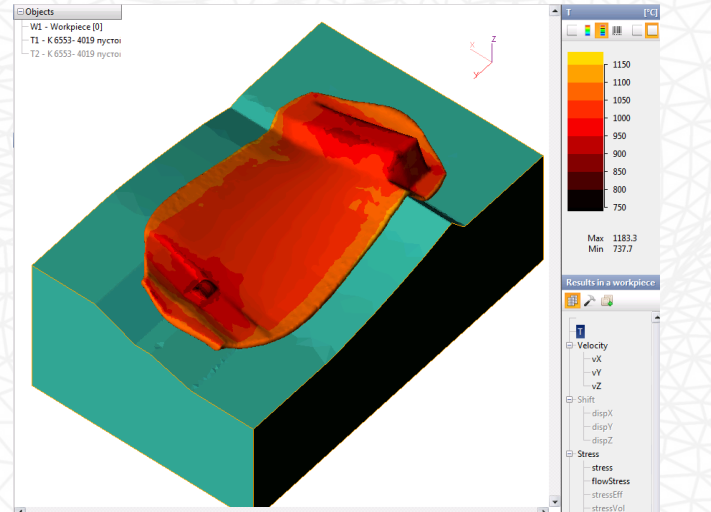 Objects
W1 - Workpiece [0]
T1 - К 6553- 4019 пустот
T2 - К 6553- 4019 пустот
X
Z
Y
T [°C]
1150
1100
1050
1000
950
900
850
800
750
Max 1183.3
Min 737.7
Results in a workpiece
T
Velocity
vX
vY
vZ
Shift
dispX
dispY
dispZ
Stress
stress
flowStress
stressEff
stressVol